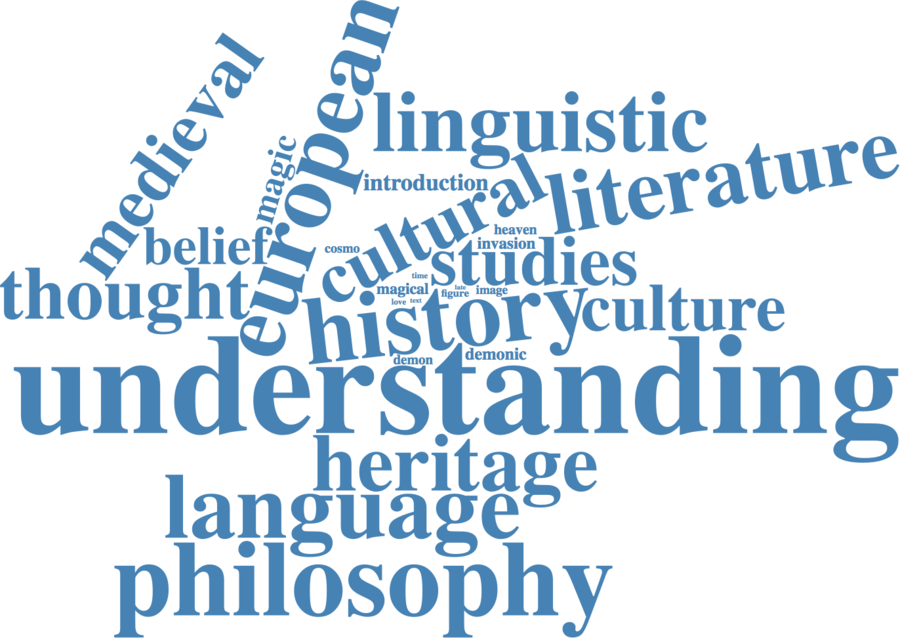 european
medieval
linguistic
magic
literature
introduction
cultural
belief
heaven
cosmo
invasion
studies
thought
time
magical
late
figure
image
love
text
history
culture
demon
demonic
understanding
heritage
language
philosophy